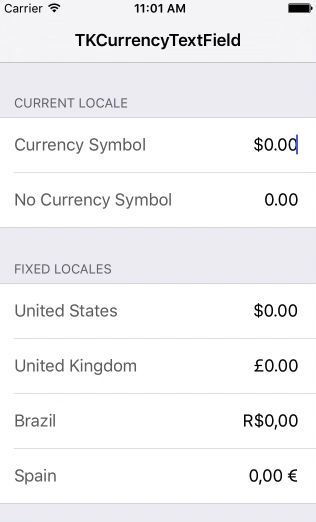 Carrier 11:01 AM
TKCurrencyTextField
CURRENT LOCALE
Currency Symbol $0.00
No Currency Symbol 0.00
FIXED LOCALES
United States $0.00
United Kingdom £0.00
Brazil R$0,00
Spain 0,00 €